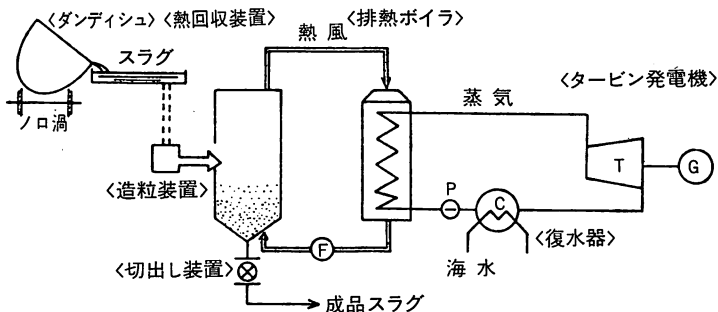 〈ダンディシュ〉
〈熱回収装置〉
熱風
〈排熱ボイラ〉
スラグ
ノロ渦
〈造粒装置〉
蒸気
〈タービン発電機〉
T
G
P
C
〈復水器〉
海水
F
〈切出し装置〉
成品スラグ